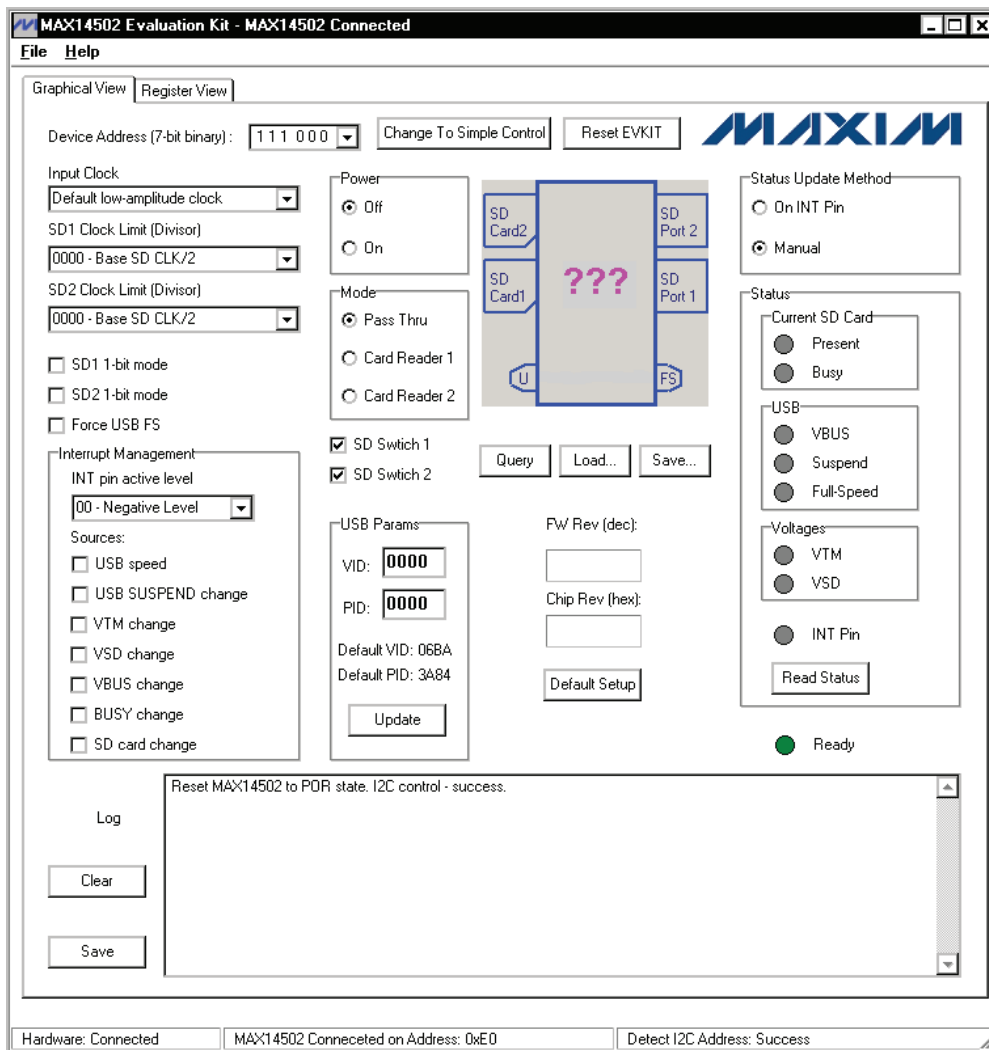 MAX14502 Evaluation Kit - MAX14502 Connected
File Help
Graphical View Register View
Device Address (7-bit binary) : 111 000 Change To Simple Control Reset EVKIT MAXIM
Input Clock
Default low-amplitude clock
SD1 Clock Limit (Divisor)
0000 - Base SD CLK/2
SD2 Clock Limit (Divisor)
0000 - Base SD CLK/2
SD1 1-bit mode
SD2 1-bit mode
Force USB FS
Interrupt Management
INT pin active level
00 - Negative Level
Sources:
USB speed
USB SUSPEND change
VTM change
VSD change
VBUS change
BUSY change
SD card change
Power
Off
On
Mode
Pass Thru
Card Reader 1
Card Reader 2
SD Swtich 1
SD Swtich 2
USB Params
VID: 0000
PID: 0000
Default VID: 06BA
Default PID: 3A84
Update
SD
Card2
SD
Port 2
SD
Card1
???
SD
Port 1
U
FS
Query Load... Save...
FW Rev (dec):
Chip Rev (hex):
Default Setup
Status Update Method
On INT Pin
Manual
Status
Current SD Card
Present
Busy
USB
VBUS
Suspend
Full-Speed
Voltages
VTM
VSD
INT Pin
Read Status
Ready
Log
Reset MAX14502 to POR state. I2C control - success.
Clear
Save
Hardware: Connected MAX14502 Conneceted on Address: 0xE0 Detect I2C Address: Success